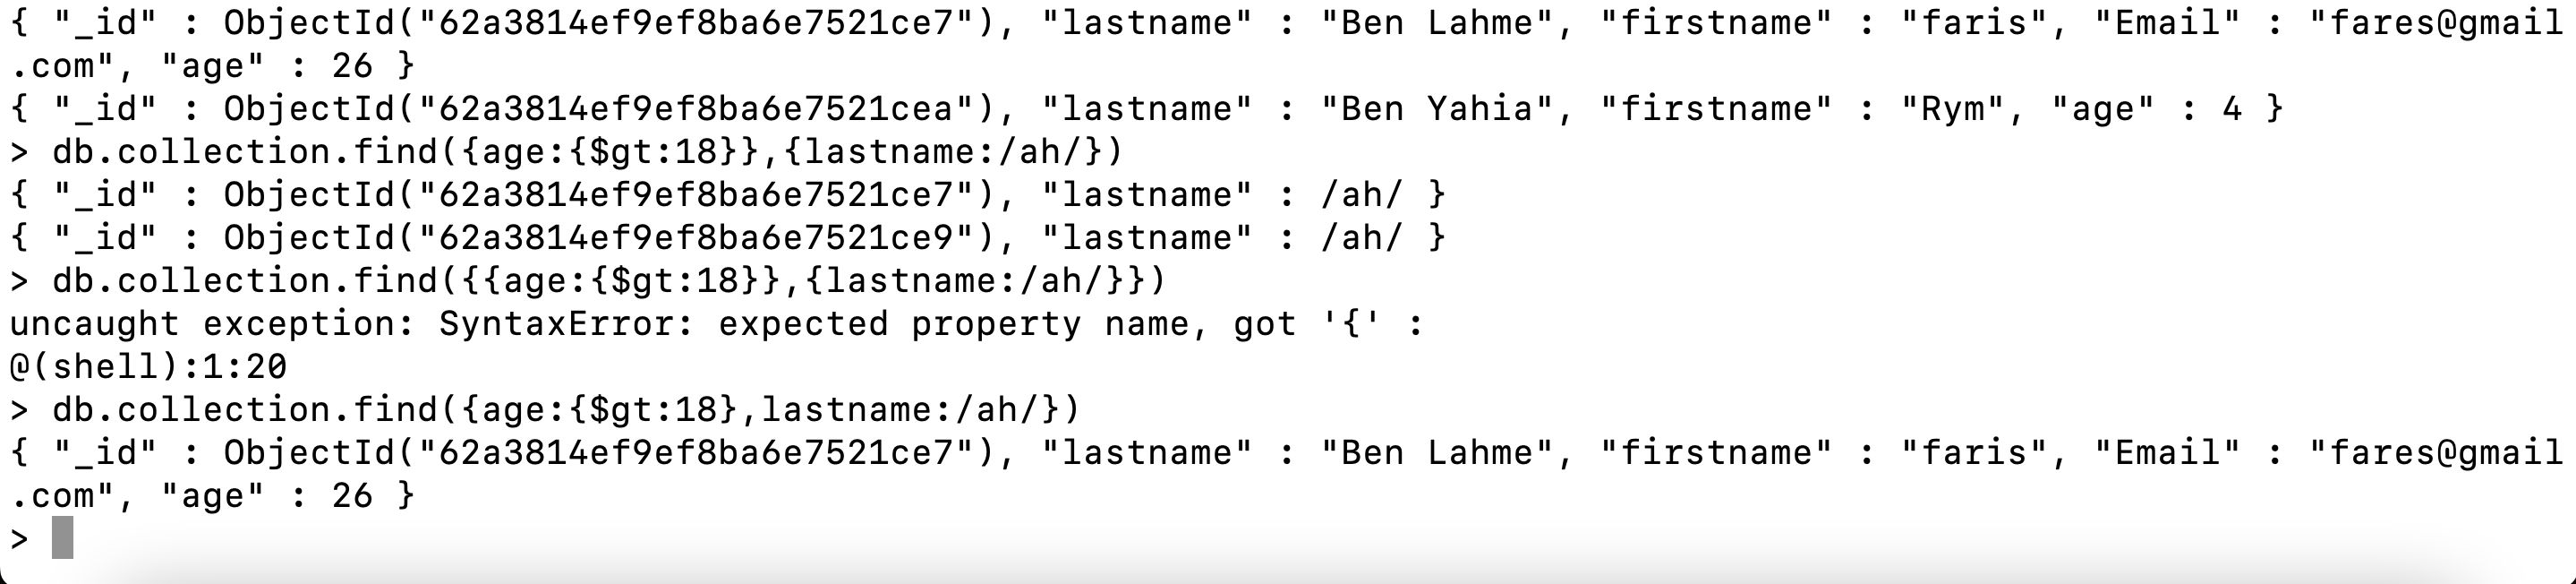 { "_id" : ObjectId("62a3814ef9ef8ba6e7521ce7"), "lastname" : "Ben Lahme", "firstname" : "faris", "Email" : "fares@gmail
.com", "age" : 26 }
{ "_id" : ObjectId("62a3814ef9ef8ba6e7521cea"), "lastname" : "Ben Yahia", "firstname" : "Rym", "age" : 4 }
> db.collection.find({age:{$gt:18}},{lastname:/ah/})
{ "_id" : ObjectId("62a3814ef9ef8ba6e7521ce7"), "lastname" : /ah/ }
{ "_id" : ObjectId("62a3814ef9ef8ba6e7521ce9"), "lastname" : /ah/ }
> db.collection.find({{age:{$gt:18}},{lastname:/ah/}})
uncaught exception: SyntaxError: expected property name, got '{' :
@(shell):1:20
> db.collection.find({age:{$gt:18},lastname:/ah/})
{ "_id" : ObjectId("62a3814ef9ef8ba6e7521ce7"), "lastname" : "Ben Lahme", "firstname" : "faris", "Email" : "fares@gmail
.com", "age" : 26 }
>